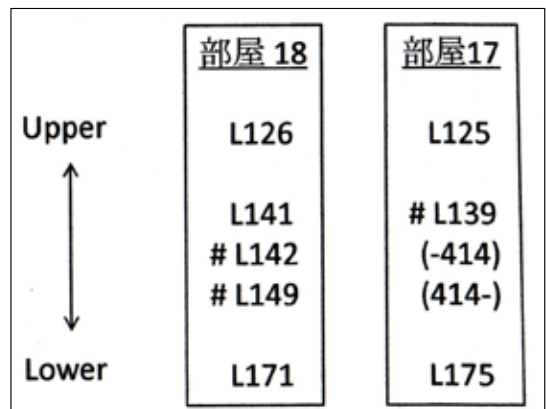 部屋 18
部屋17
Upper
L126
L125
L141
# L139
# L142
(-414)
# L149
(414-)
Lower
L171
L175